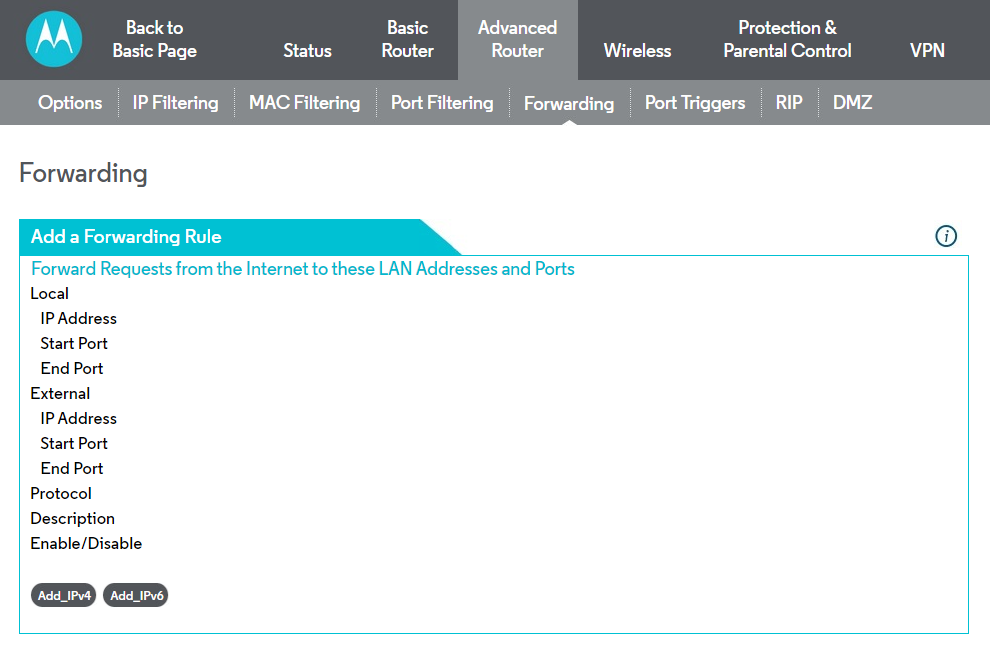 Back to
Basic Page
Status
Basic
Router
Advanced
Router
Wireless
Protection &
Parental Control
VPN
Options
IP Filtering
MAC Filtering
Port Filtering
Forwarding
Port Triggers
RIP
DMZ
Forwarding
Add a Forwarding Rule
i
Forward Requests from the Internet to these LAN Addresses and Ports
Local
IP Address
Start Port
End Port
External
IP Address
Start Port
End Port
Protocol
Description
Enable/Disable
Add_IPv4
Add_IPv6